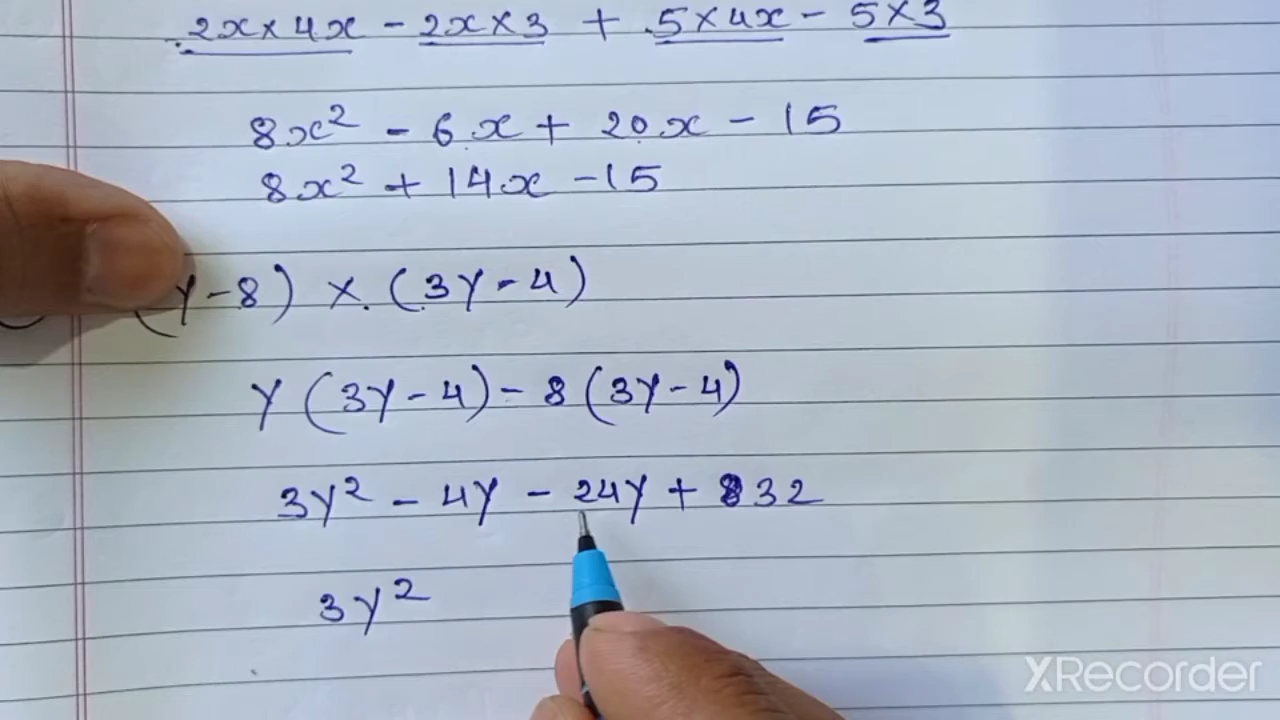 2x × 4x - 2x × 3 + 5 × 4x - 5 × 3
8x² - 6x + 20x - 15
8x² + 14x - 15
(y - 8) × (3y - 4)
y (3y - 4) - 8 (3y - 4)
3y² - 4y - 24y + 32
3y²
XRecorder